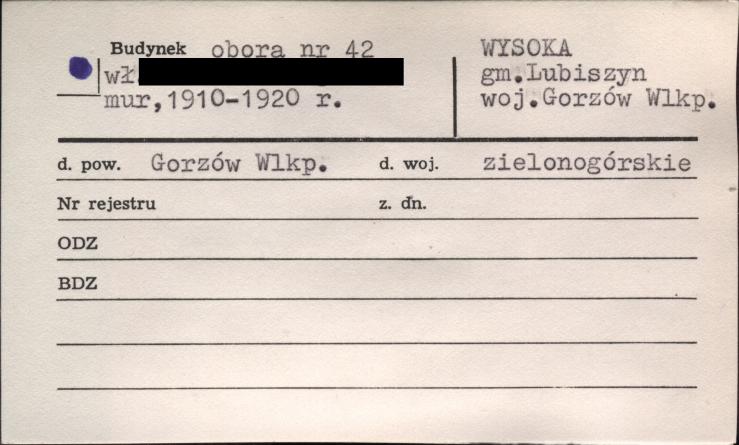 Budynek obora nr 42
wł
mur,1910-1920 r.
WYSOKA
gm.Lubiszyn
woj.Gorzów Wlkp.
d. pow. Gorzów Wlkp. d. woj. zielonogórskie
Nr rejestru z. dn.
ODZ
BDZ